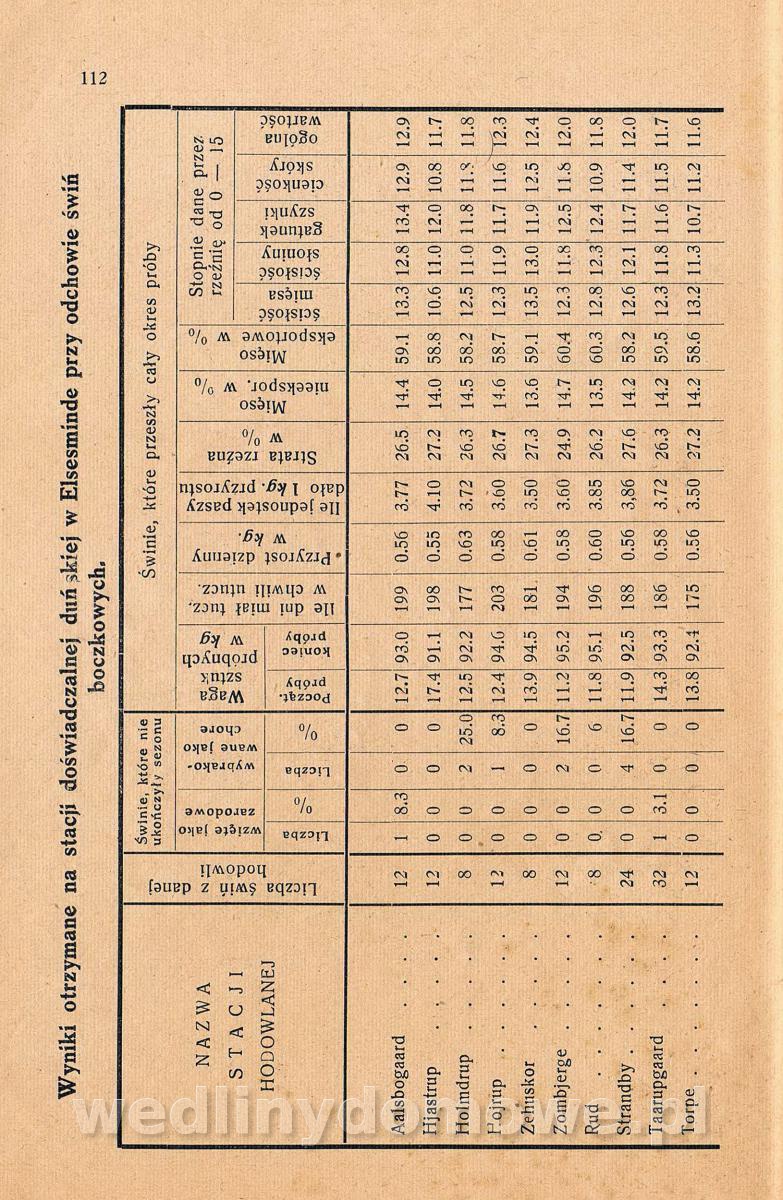 112
Wyniki otrzymane na stacji doświadczalnej duńskiej w Elsesminde przy odchowie świń
boczkowych.
NAZWA
STACJI
HODOWLANEJ
Liczba świń z danej
hodowli
Świnie, które nie
ukończyły sezonu
wzięte jako
zarodowe
Liczba
%
wybrako-
wane jako
chore
Liczba
%
Świnie, które przeszły cały okres próby
Waga
sztuk
próbnych
w kg
Począt.
próby
koniec
próby
Ile dni miał tucz,
w chwili utucz.
Przyrost dzienny
w kg.
Ile jednostek paszy
dało 1 kg. przyrostu
Strata rzeźna
w %
Mięso
nieekspor. w %
Mięso
eksportowe w %
Stopnie dane przez
rzeźnię od 0 — 15
ścisłość
mięsa
ścisłość
słoniny
gatunek
szynki
cienkość
skóry
ogólna
wartość
Aalsbogaard . . . . . 12 1 8.3 0 0 12.7 93.0 199 0.56 3.77 26.5 14.4 59.1 13.3 12.8 13.4 12.9 12.9
Hjastrup . . . . . 12 0 0 0 0 17.4 91.1 198 0.55 4.10 27.2 14.0 58.8 10.6 11.0 12.0 10.8 11.7
Holmdrup . . . . . 8 0 0 2 25.0 12.5 92.2 177 0.63 3.72 26.3 14.5 58.2 12.5 11.0 11.8 11.8 11.8
Hojrup . . . . . 12 0 0 1 8.3 12.4 94.6 203 0.58 3.60 26.7 14.6 58.7 12.3 11.9 11.7 11.6 12.3
Zehuskor . . . . . 8 0 0 0 0 13.9 94.5 181 0.61 3.50 27.3 13.6 59.1 13.5 13.0 11.9 12.5 12.4
Zombjerge . . . . . 12 0 0 2 16.7 11.2 95.2 194 0.58 3.60 24.9 14.7 60.4 12.3 11.8 12.5 11.8 12.0
Rud . . . . . . 8 0. 0 0 6 11.8 95.1 196 0.60 3.85 26.2 13.5 60.3 12.8 12.3 12.4 10.9 11.8
Strandby . . . . . 24 0 0 4 16.7 11.9 92.5 188 0.56 3,86 27.6 14.2 58.2 12.6 12.1 11.7 11.4 12.0
Taarupgaard . . . . 32 1 3.1 0 0 14.3 93.3 186 0.58 3.72 26.3 14.2 59.5 12.3 11.8 11.6 11.5 11.7
Torpe . . . . . . 12 0 0 0 0 13.8 92.4 175 0.56 3.50 27.2 14.2 58.6 13.2 11.3 10.7 11.2 11.6
wedlinydomowe.pl